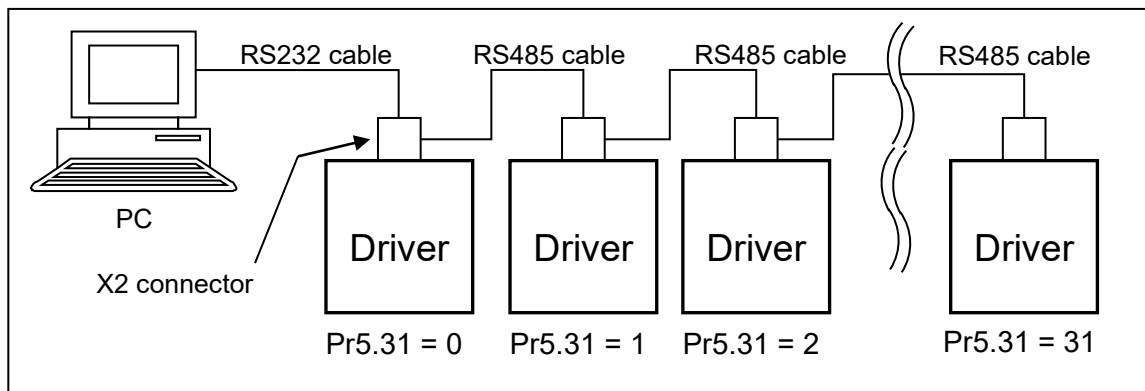 RS232 cable
RS485 cable
RS485 cable
RS485 cable
PC
X2 connector
Driver
Driver
Driver
Driver
Pr5.31 = 0
Pr5.31 = 1
Pr5.31 = 2
Pr5.31 = 31